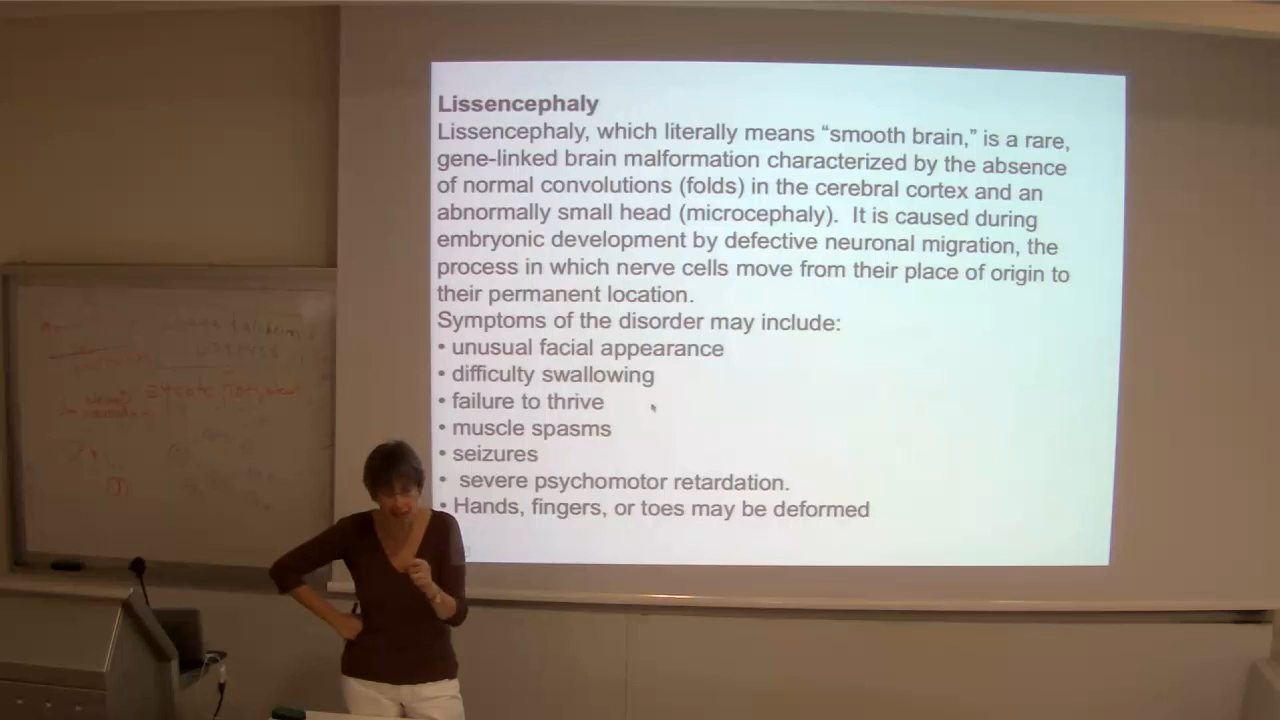 Lissencephaly
Lissencephaly, which literally means “smooth brain,” is a rare,
gene-linked brain malformation characterized by the absence
of normal convolutions (folds) in the cerebral cortex and an
abnormally small head (microcephaly).  It is caused during
embryonic development by defective neuronal migration, the
process in which nerve cells move from their place of origin to
their permanent location.
Symptoms of the disorder may include:
• unusual facial appearance
• difficulty swallowing
• failure to thrive
• muscle spasms
• seizures
•  severe psychomotor retardation.
• Hands, fingers, or toes may be deformed